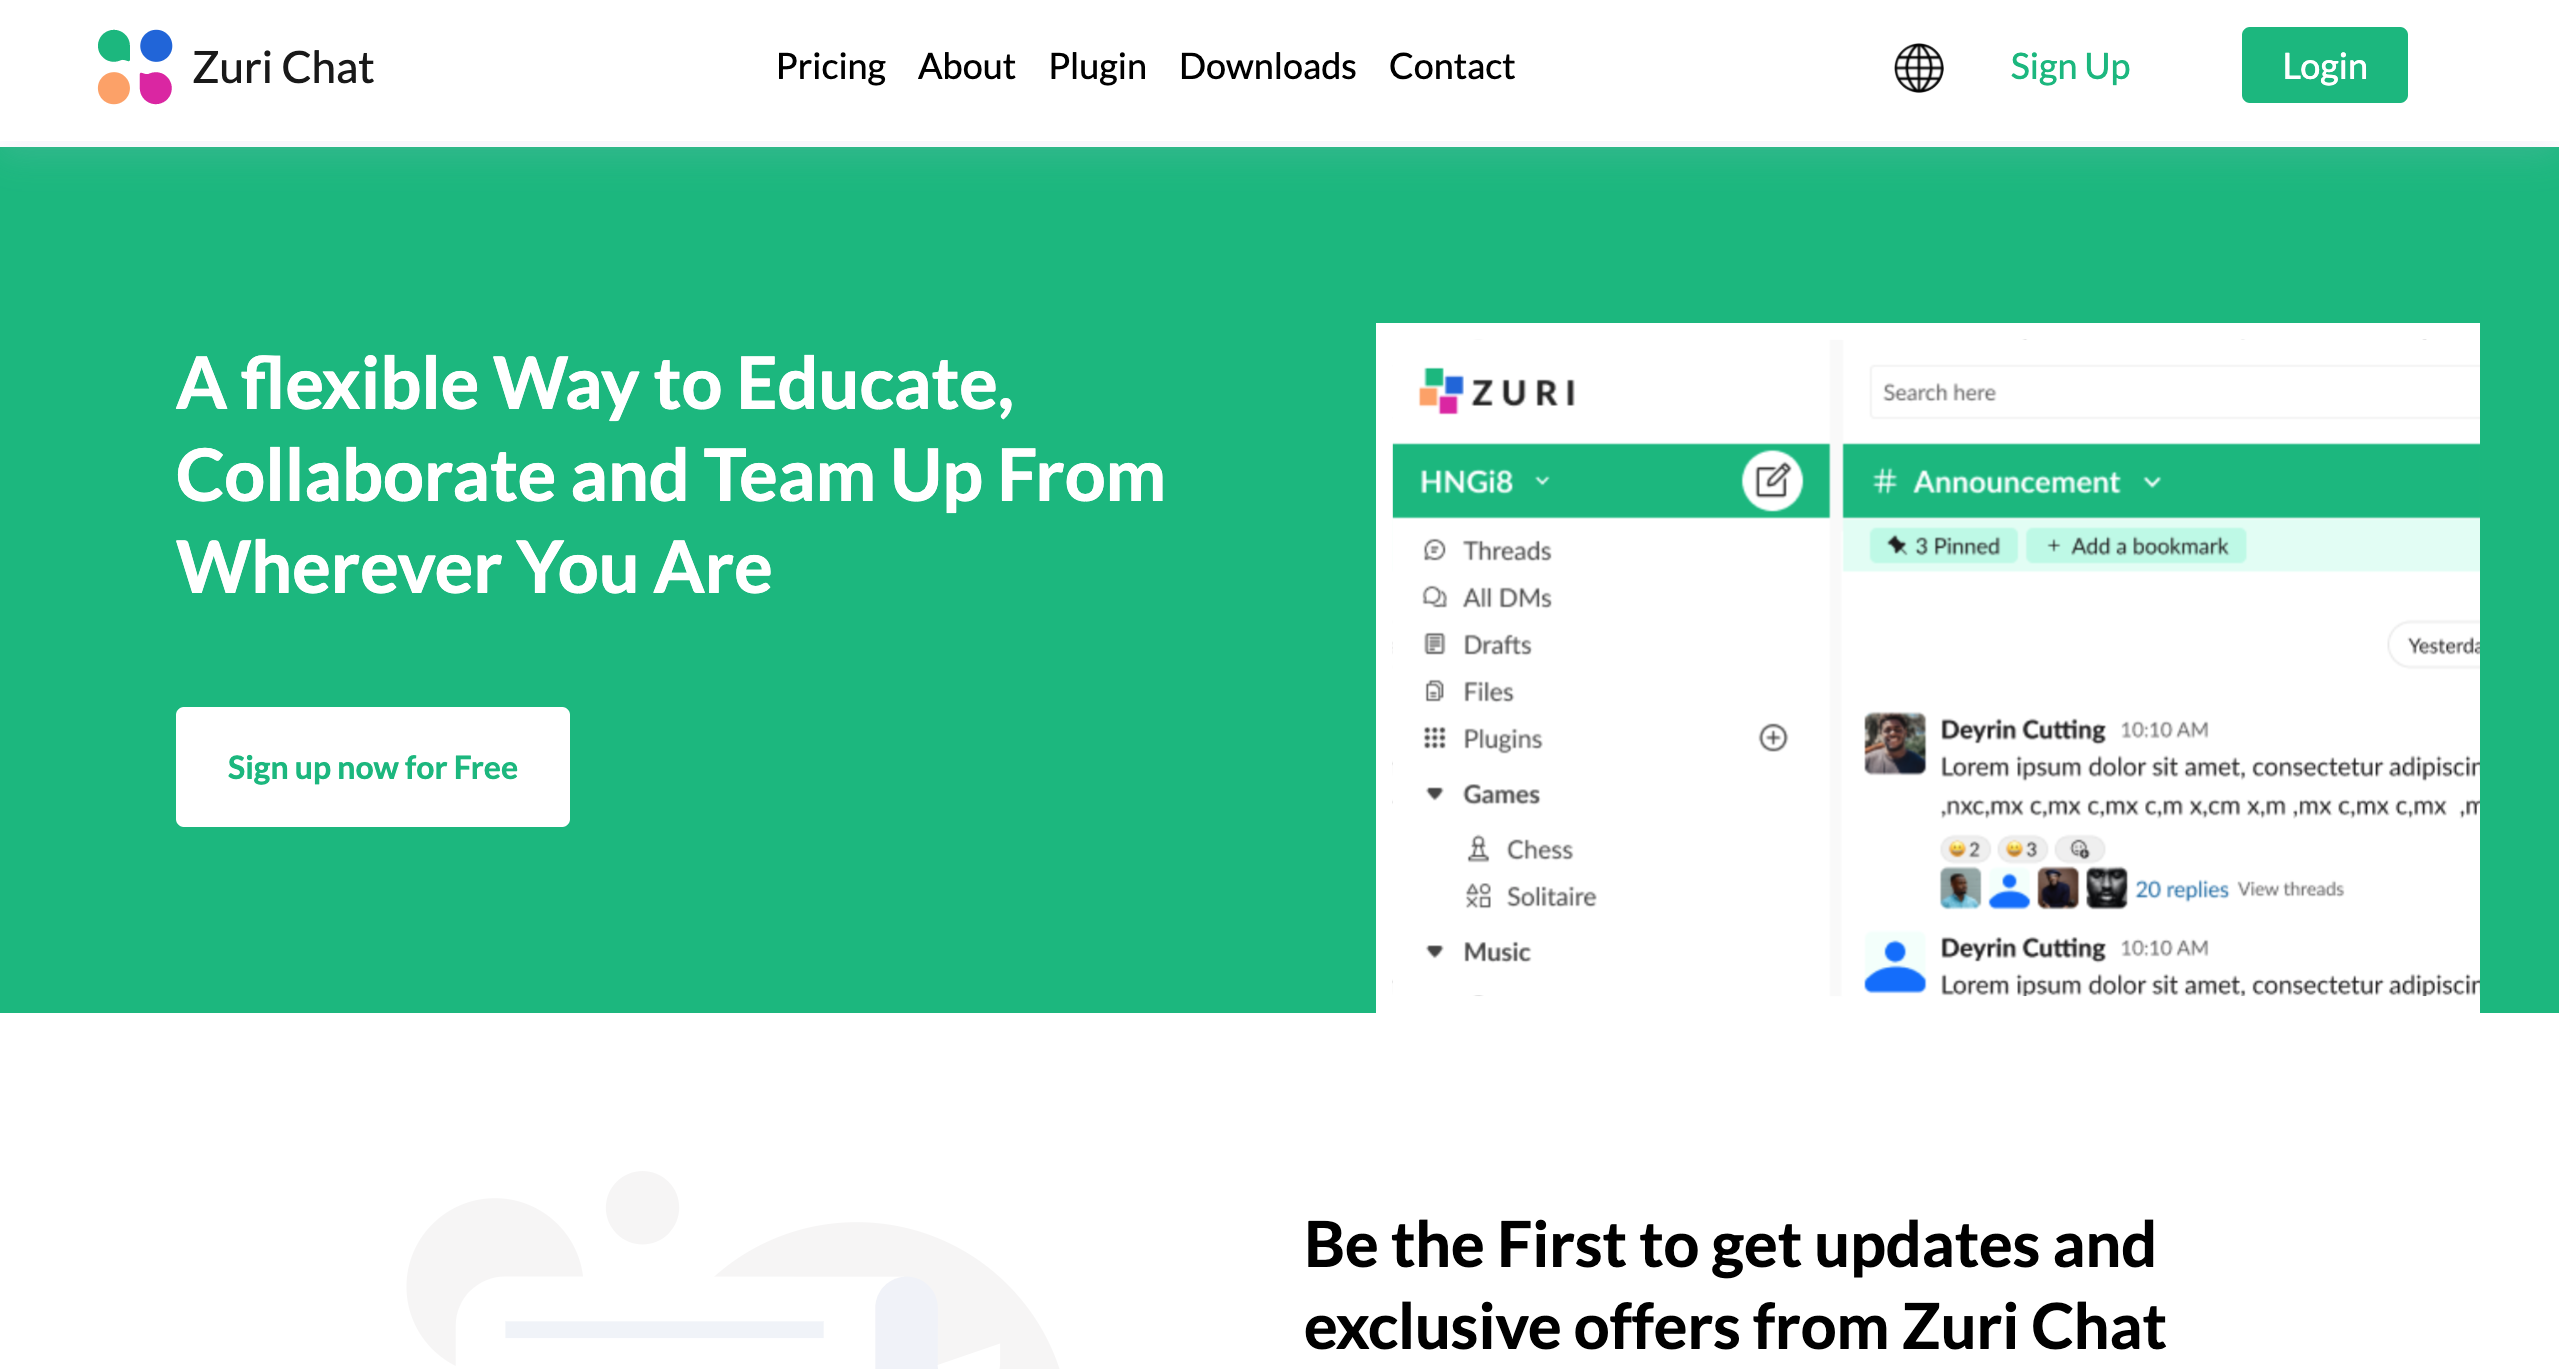 Zuri Chat
Pricing About Plugin Downloads Contact
Sign Up
Login
A flexible Way to Educate,
Collaborate and Team Up From
Wherever You Are
Sign up now for Free
ZURI
HNGi8
Threads
All DMs
Drafts
Files
Plugins
Games
Chess
Solitaire
Music
Search here
# Announcement
3 Pinned
+ Add a bookmark
Yesterda
Deyrin Cutting 10:10 AM
Lorem ipsum dolor sit amet, consectetur adipiscin
,nxc,mx c,mx c,mx c,m x,cm x,m ,mx c,mx c,mx ,m
2 3
20 replies View threads
Deyrin Cutting 10:10 AM
Lorem ipsum dolor sit amet, consectetur adipiscin
Be the First to get updates and
exclusive offers from Zuri Chat